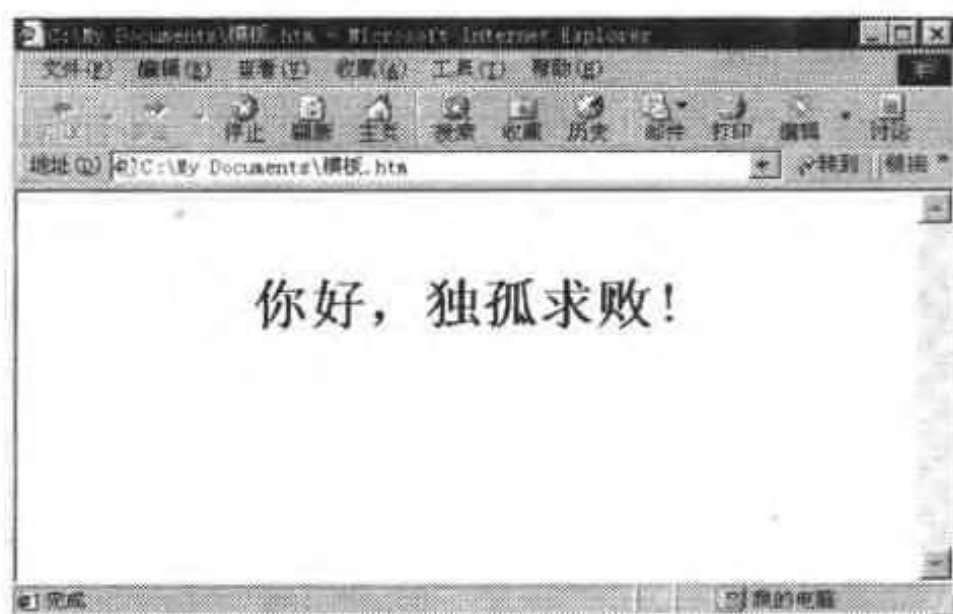 C:\My Documents\模板.htm - Microsoft Internet Explorer
文件(F) 编辑(E) 查看(V) 收藏(A) 工具(T) 帮助(H)
停止 刷新 主页 搜索 收藏 历史 邮件 打印 编辑 讨论
地址(D) C:\My Documents\模板.htm 转到 链接 »
你好，独孤求败！
完成 我的电脑